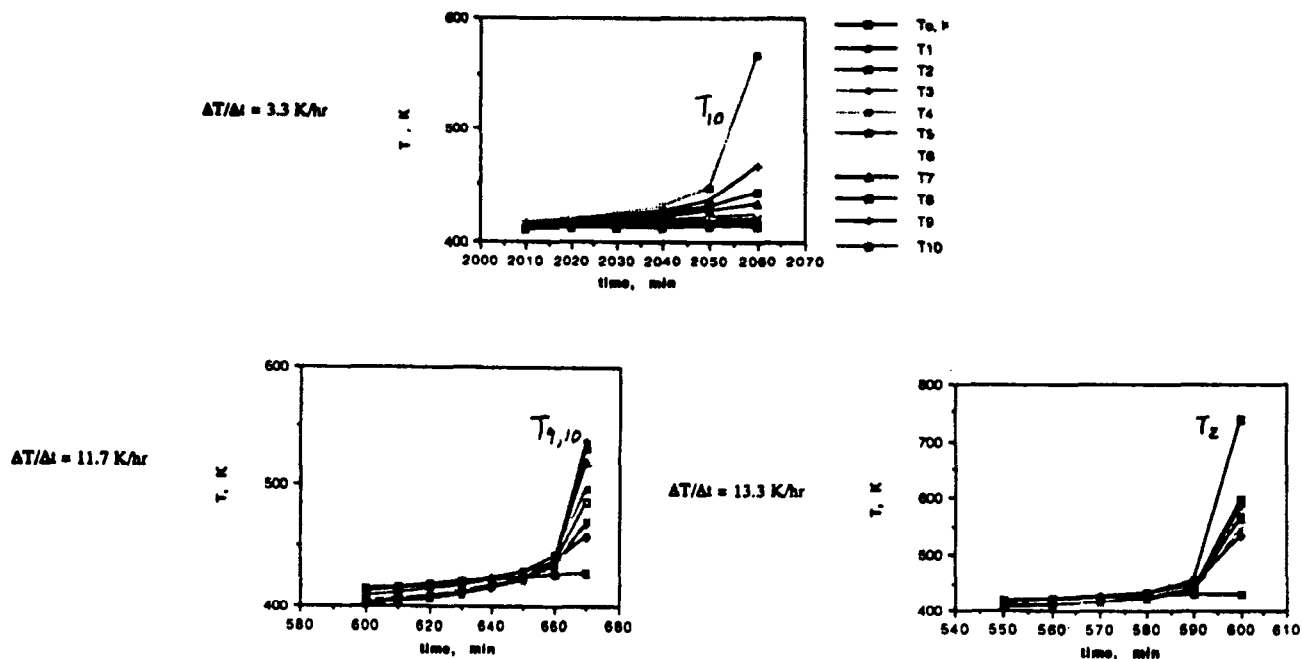 600
500
400
T, K
ΔT/Δt = 3.3 K/hr
T10
2000 2010 2020 2030 2040 2050 2060 2070
time, min
T1
T2
T3
T4
T5
T6
T7
T8
T9
T10
600
500
400
T, K
ΔT/Δt = 11.7 K/hr
T9,10
580 600 620 640 660 680
time, min
800
700
600
500
400
T, K
ΔT/Δt = 13.3 K/hr
T2
540 550 560 570 580 590 600 610
time, min